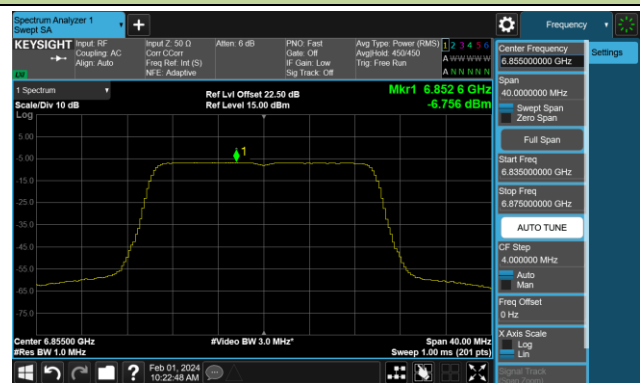 Spectrum Analyzer 1
Swept SA
Frequency
KEYSIGHT
Input: RF
Coupling: AC
Align: Auto
Input Z: 50 Ω
Corr CCorr
Freq Ref: Int (S)
NFE: Adaptive
Atten: 6 dB
PNO: Fast
Gate: Off
IF Gain: Low
Sig Track: Off
Avg Type: Power (RMS)
Avg|Hold: 450/450
Trig: Free Run
1 2 3 4 5 6
A W W W W W
A N N N N N
LW
Center Frequency
6.855000000 GHz
Settings
Span
40.0000000 MHz
Swept Span
Zero Span
Full Span
Start Freq
6.835000000 GHz
Stop Freq
6.875000000 GHz
AUTO TUNE
CF Step
4.000000 MHz
Auto
Man
Freq Offset
0 Hz
X Axis Scale
Log
Lin
Signal Track
1 Spectrum
Scale/Div 10 dB
Log
Ref Lvl Offset 22.50 dB
Ref Level 15.00 dBm
Mkr1 6.852 6 GHz
-6.756 dBm
1
5.00
-5.00
-15.0
-25.0
-35.0
-45.0
-55.0
-65.0
-75.0
Center 6.85500 GHz
#Res BW 1.0 MHz
#Video BW 3.0 MHz*
Span 40.00 MHz
Sweep 1.00 ms (201 pts)
?
Feb 01, 2024
10:22:48 AM